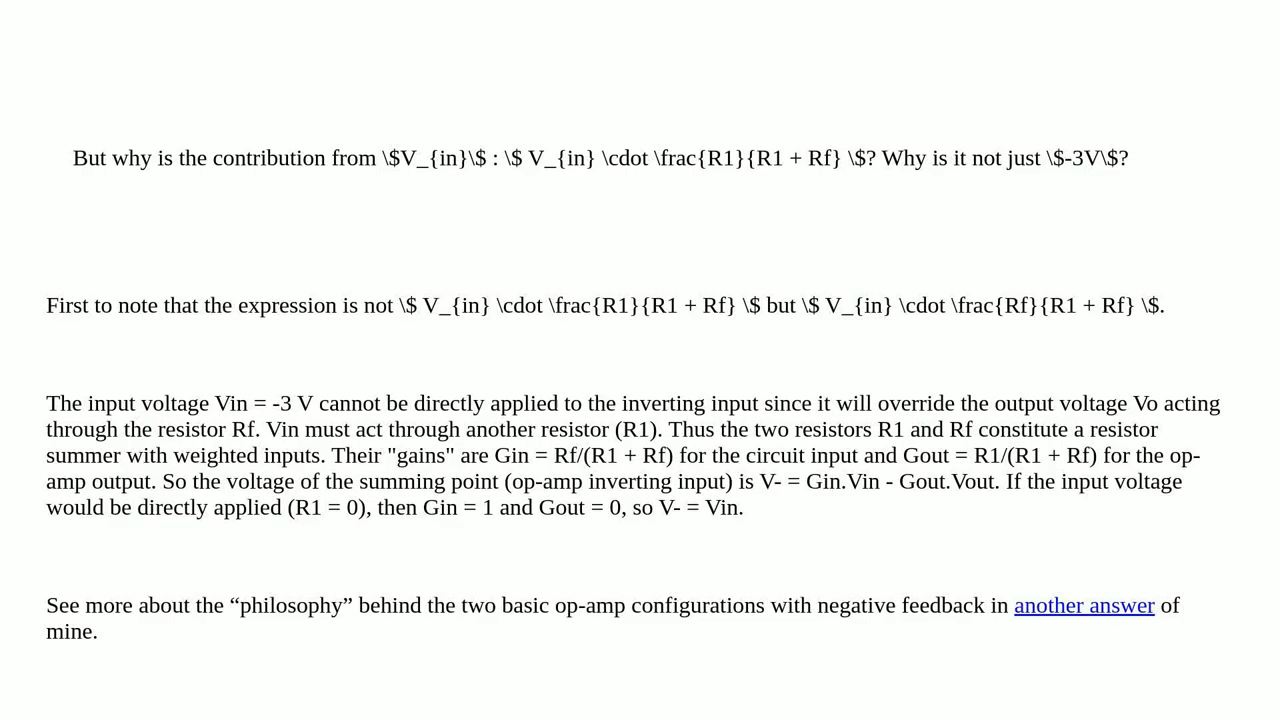 But why is the contribution from \$V_{in}\$ : \$ V_{in} \cdot \frac{R1}{R1 + Rf} \$? Why is it not just \$-3V\$?
First to note that the expression is not \$ V_{in} \cdot \frac{R1}{R1 + Rf} \$ but \$ V_{in} \cdot \frac{Rf}{R1 + Rf} \$.
The input voltage Vin = -3 V cannot be directly applied to the inverting input since it will override the output voltage Vo acting
through the resistor Rf. Vin must act through another resistor (R1). Thus the two resistors R1 and Rf constitute a resistor
summer with weighted inputs. Their "gains" are Gin = Rf/(R1 + Rf) for the circuit input and Gout = R1/(R1 + Rf) for the op-
amp output. So the voltage of the summing point (op-amp inverting input) is V- = Gin.Vin - Gout.Vout. If the input voltage
would be directly applied (R1 = 0), then Gin = 1 and Gout = 0, so V- = Vin.
See more about the “philosophy” behind the two basic op-amp configurations with negative feedback in another answer of
mine.